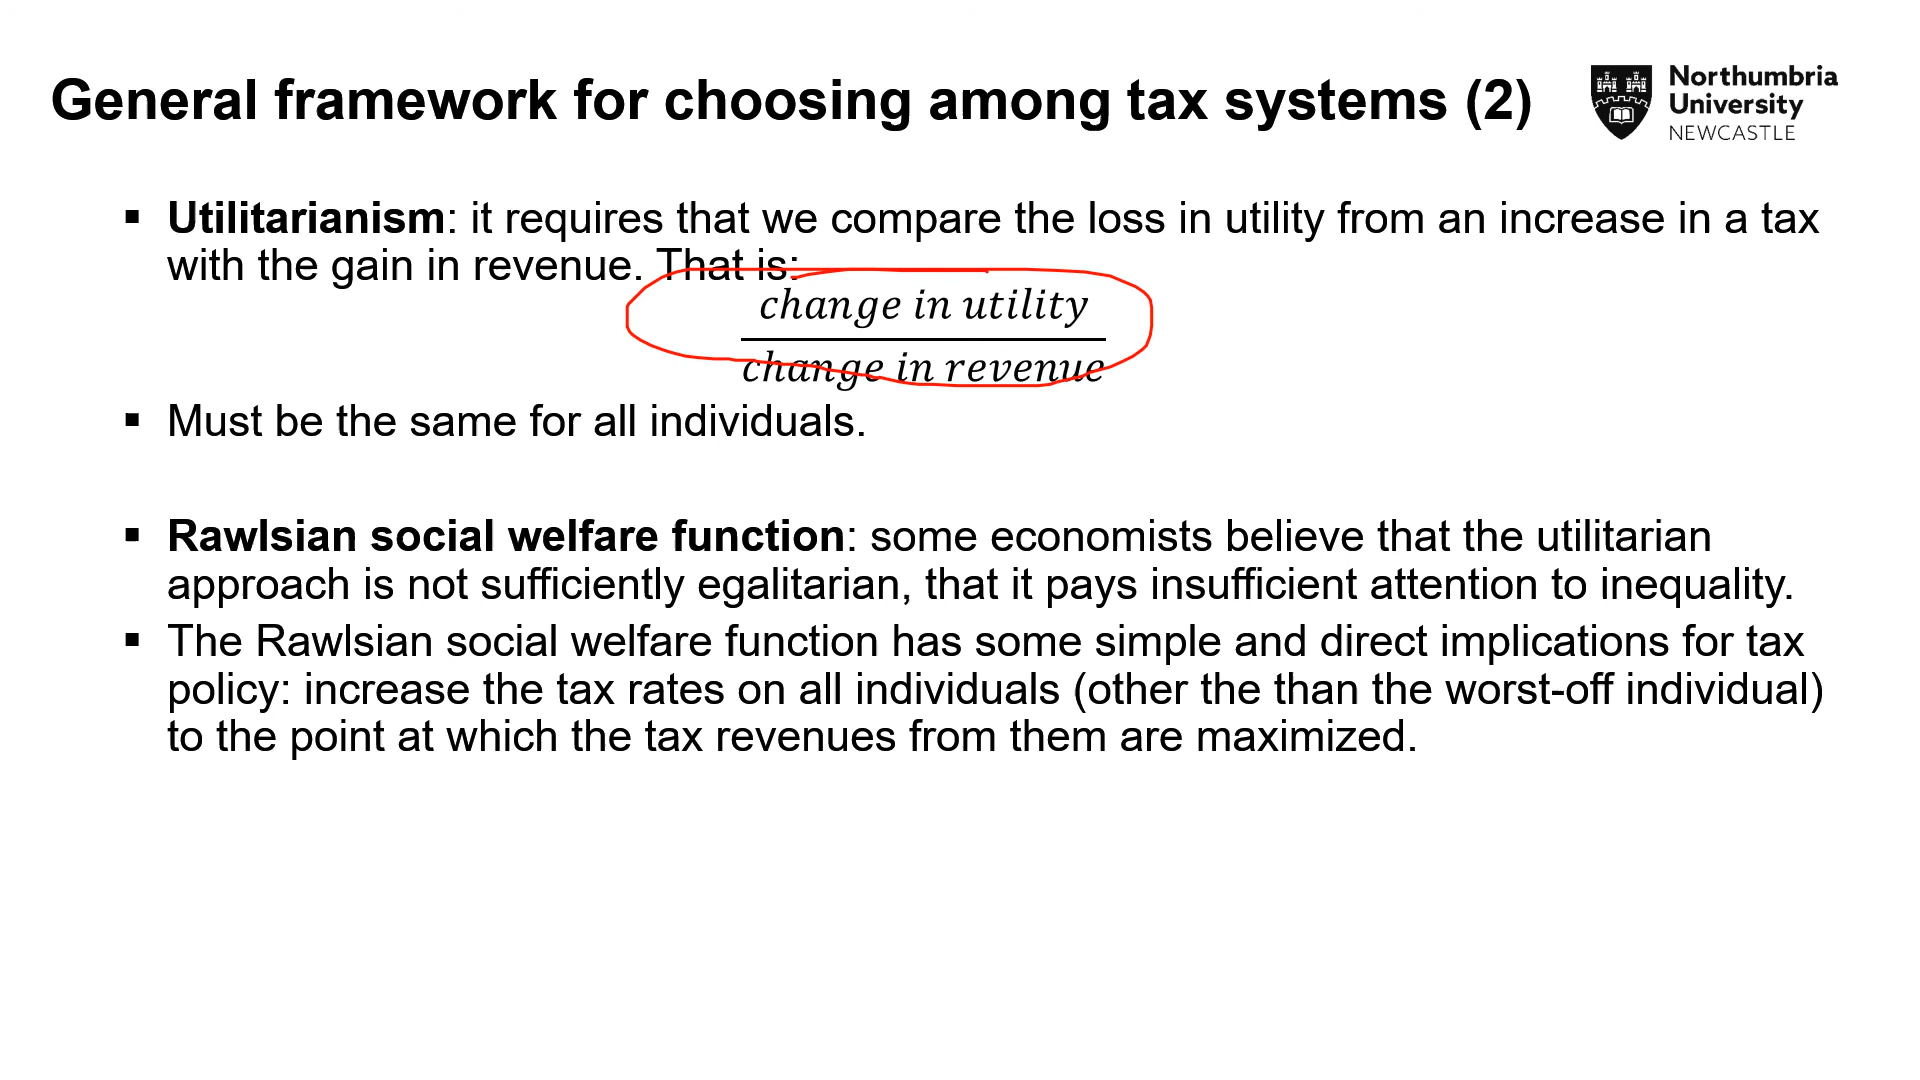 General framework for choosing among tax systems (2)
Northumbria
University
NEWCASTLE
▪ Utilitarianism: it requires that we compare the loss in utility from an increase in a tax
with the gain in revenue. That is:
change in utility
change in revenue
▪ Must be the same for all individuals.
▪ Rawlsian social welfare function: some economists believe that the utilitarian
approach is not sufficiently egalitarian, that it pays insufficient attention to inequality.
▪ The Rawlsian social welfare function has some simple and direct implications for tax
policy: increase the tax rates on all individuals (other the than the worst-off individual)
to the point at which the tax revenues from them are maximized.